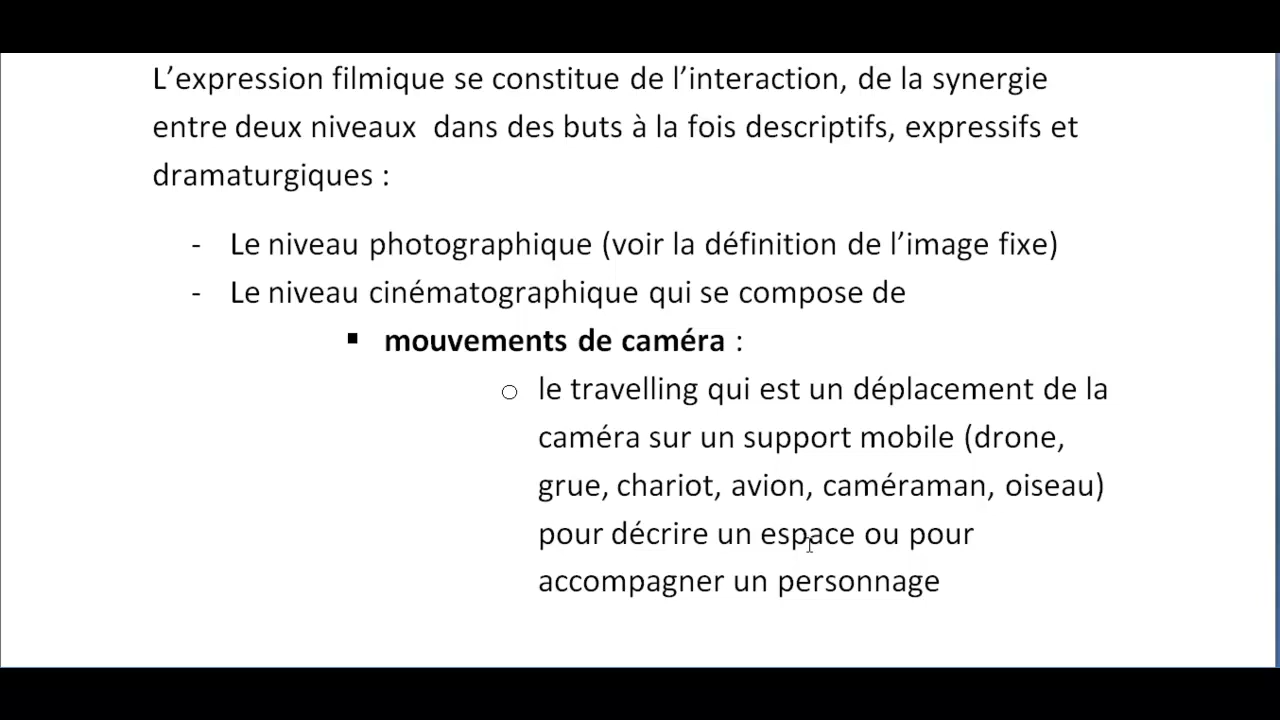 L’expression filmique se constitue de l’interaction, de la synergie
entre deux niveaux  dans des buts à la fois descriptifs, expressifs et
dramaturgiques :
- Le niveau photographique (voir la définition de l’image fixe)
- Le niveau cinématographique qui se compose de
▪ mouvements de caméra :
o le travelling qui est un déplacement de la
caméra sur un support mobile (drone,
grue, chariot, avion, caméraman, oiseau)
pour décrire un espace ou pour
accompagner un personnage